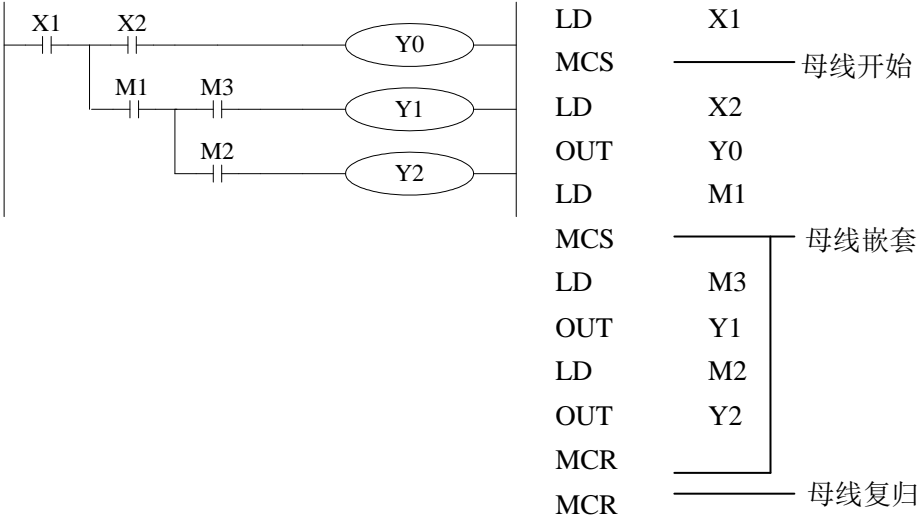 X1 X2 Y0
M1 M3 Y1
M2 Y2
LD X1
MCS 母线开始
LD X2
OUT Y0
LD M1
MCS 母线嵌套
LD M3
OUT Y1
LD M2
OUT Y2
MCR
MCR 母线复归